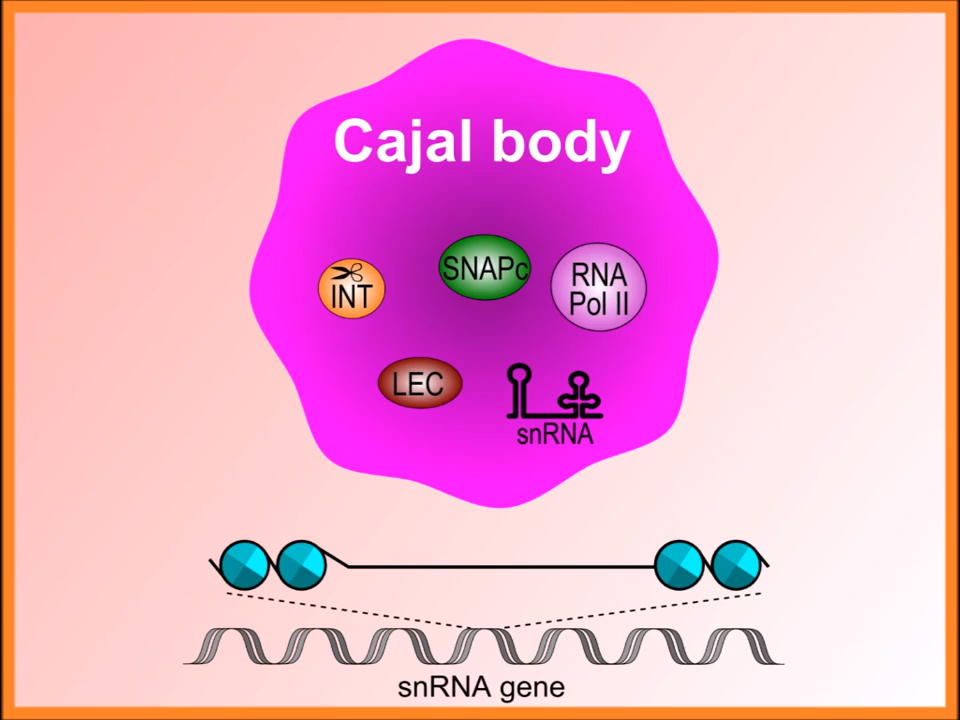 Cajal body
INT
SNAPc
RNA
Pol II
LEC
snRNA
snRNA gene